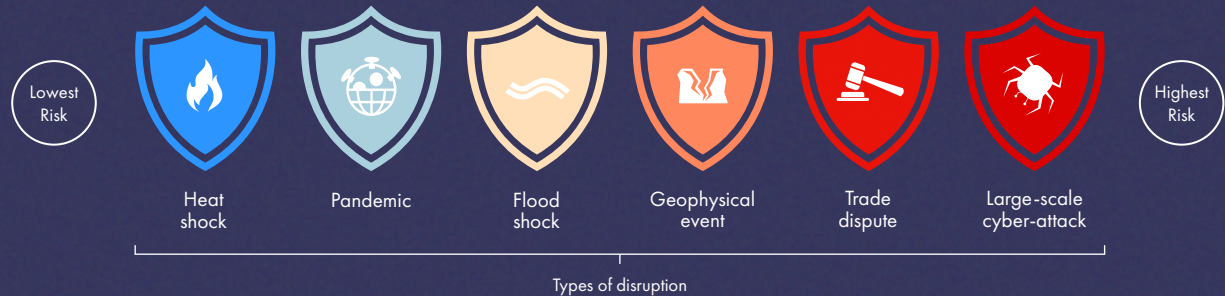 Lowest
Risk
Highest
Risk
Heat
shock
Pandemic
Flood
shock
Geophysical
event
Trade
dispute
Large-scale
cyber-attack
Types of disruption